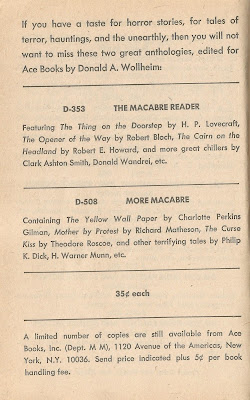 If you have a taste for horror stories, for tales of
terror, hauntings, and the unearthly, then you will not
want to miss these two great anthologies, edited for
Ace Books by Donald A. Wollheim:
D-353 THE MACABRE READER
Featuring The Thing on the Doorstep by H. P. Lovecraft,
The Opener of the Way by Robert Bloch, The Cairn on the
Headland by Robert E. Howard, and more great chillers by
Clark Ashton Smith, Donald Wandrei, etc.
D-508 MORE MACABRE
Containing The Yellow Wall Paper by Charlotte Perkins
Gilman, Mother by Protest by Richard Matheson, The Curse
Kiss by Theodore Roscoe, and other terrifying tales by Philip
K. Dick, H. Warner Munn, etc.
35¢ each
A limited number of copies are still available from Ace
Books, Inc. (Dept. M M), 1120 Avenue of the Americas, New
York, N.Y. 10036. Send price indicated plus 5¢ per book
handling fee.